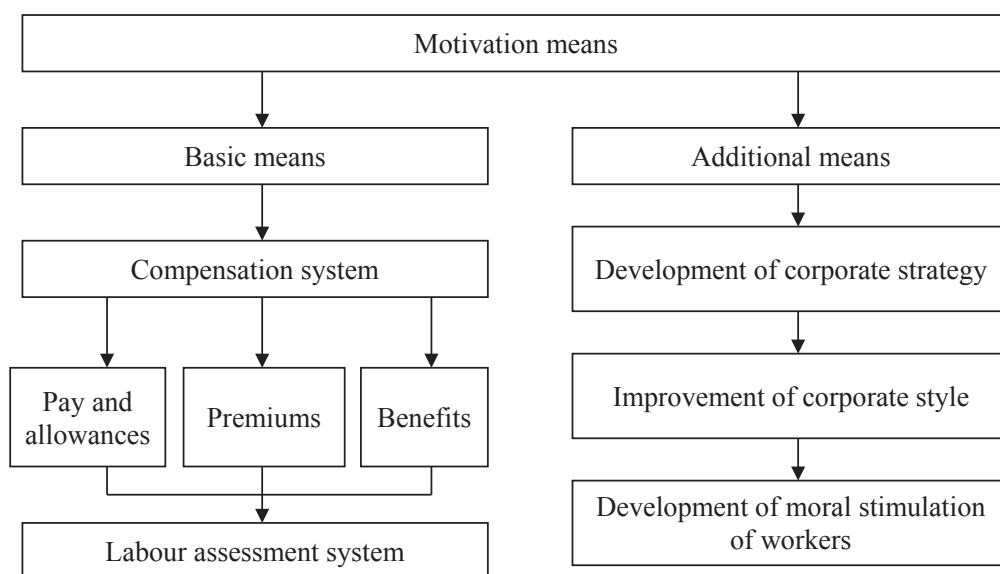 Motivation means
Basic means
Additional means
Compensation system
Development of corporate strategy
Pay and
allowances
Premiums
Benefits
Improvement of corporate style
Labour assessment system
Development of moral stimulation
of workers